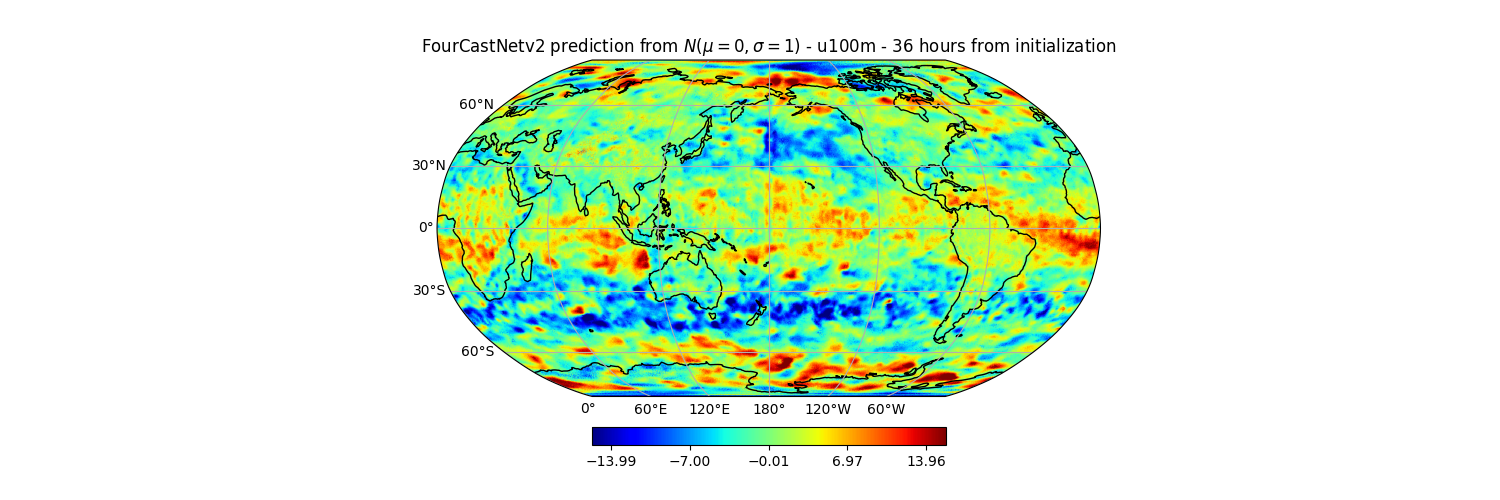 FourCastNetv2 prediction from N(μ = 0, σ = 1) - u100m - 36 hours from initialization
60°N
30°N
0°
30°S
60°S
0° 60°E 120°E 180° 120°W 60°W
−13.99 −7.00 −0.01 6.97 13.96